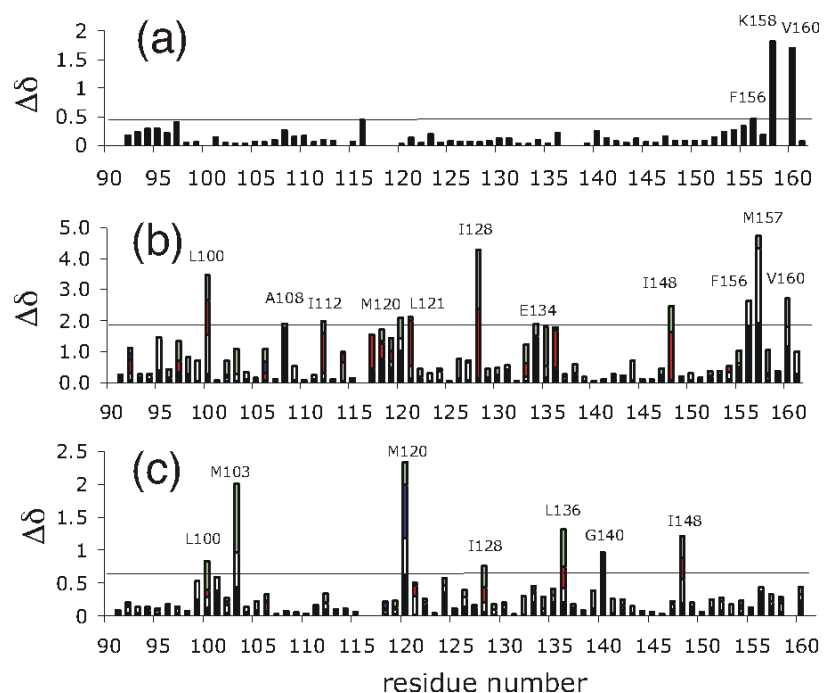 (a)
K158
V160
F156
Δδ
2
1.5
1
0.5
0
90 95 100 105 110 115 120 125 130 135 140 145 150 155 160
(b)
M157
I128
L100
A108 I112 M120 L121 E134 I148 F156 V160
Δδ
5.0
4.0
3.0
2.0
1.0
0.0
90 95 100 105 110 115 120 125 130 135 140 145 150 155 160
(c)
M103
M120
L100
I128
L136
G140
I148
Δδ
2.5
2
1.5
1
0.5
0
90 95 100 105 110 115 120 125 130 135 140 145 150 155 160
residue number